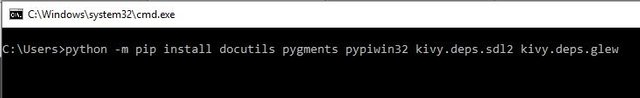 C:\Windows\system32\cmd.exe
C:\Users>python -m pip install docutils pygments pypiwin32 kivy.deps.sdl2 kivy.deps.glew